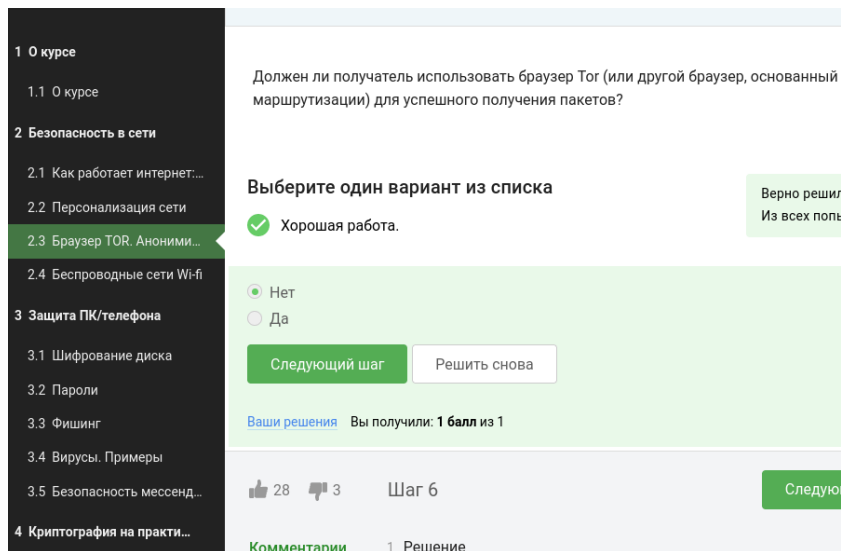 1 О курсе
1.1 О курсе
2 Безопасность в сети
2.1 Как работает интернет:...
2.2 Персонализация сети
2.3 Браузер TOR. Аноними...
2.4 Беспроводные сети Wi-fi
3 Защита ПК/телефона
3.1 Шифрование диска
3.2 Пароли
3.3 Фишинг
3.4 Вирусы. Примеры
3.5 Безопасность мессенд...
4 Криптография на практи...
Должен ли получатель использовать браузер Tor (или другой браузер, основанный
маршрутизации) для успешного получения пакетов?
Выберите один вариант из списка
Хорошая работа.
Верно решил
Из всех поп
Нет
Да
Следующий шаг Решить снова
Ваши решения Вы получили: 1 балл из 1
28 3 Шаг 6
Следую
Комментарии 1 Решение